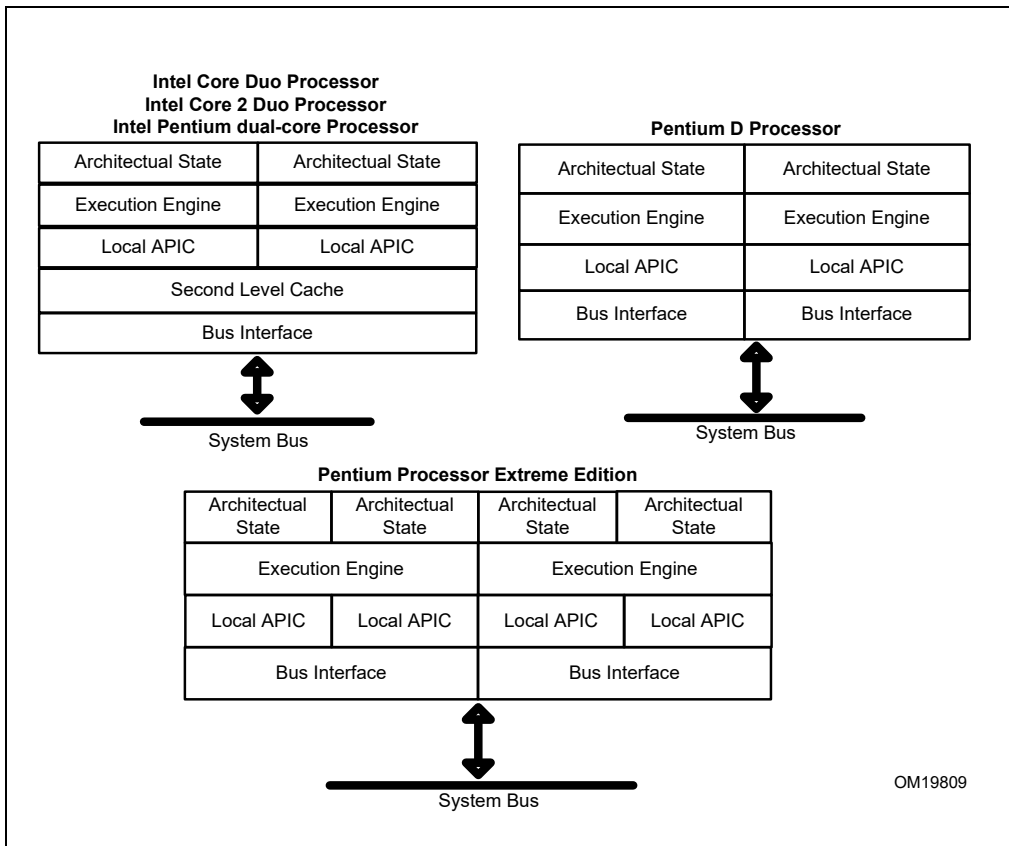 Intel Core Duo Processor
Intel Core 2 Duo Processor
Intel Pentium dual-core Processor
Architectual State Architectual State
Execution Engine Execution Engine
Local APIC Local APIC
Second Level Cache
Bus Interface
System Bus
Pentium D Processor
Architectual State Architectual State
Execution Engine Execution Engine
Local APIC Local APIC
Bus Interface Bus Interface
System Bus
Pentium Processor Extreme Edition
Architectual Architectual Architectual Architectual
State State State State
Execution Engine Execution Engine
Local APIC Local APIC Local APIC Local APIC
Bus Interface Bus Interface
System Bus
OM19809